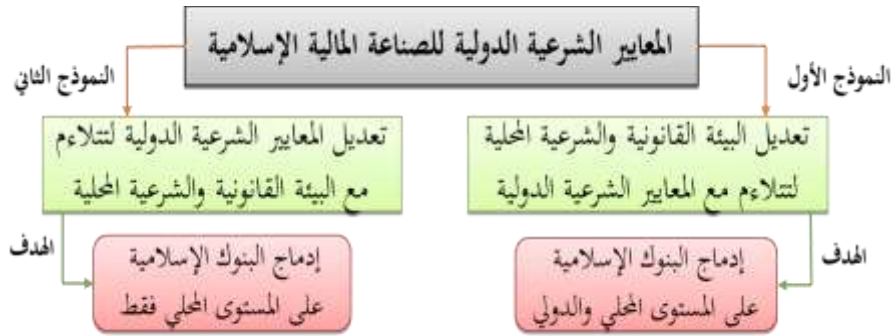 المعايير الشرعية الدولية للصناعة المالية الإسلامية
النموذج الأول
تعديل البيئة القانونية والشرعية المحلية
لتتلاءم مع المعايير الشرعية الدولية
الهدف
إدماج البنوك الإسلامية
على المستوى المحلي والدولي
النموذج الثاني
تعديل المعايير الشرعية الدولية لتتلاءم
مع البيئة القانونية والشرعية المحلية
الهدف
إدماج البنوك الإسلامية
على المستوى المحلي فقط